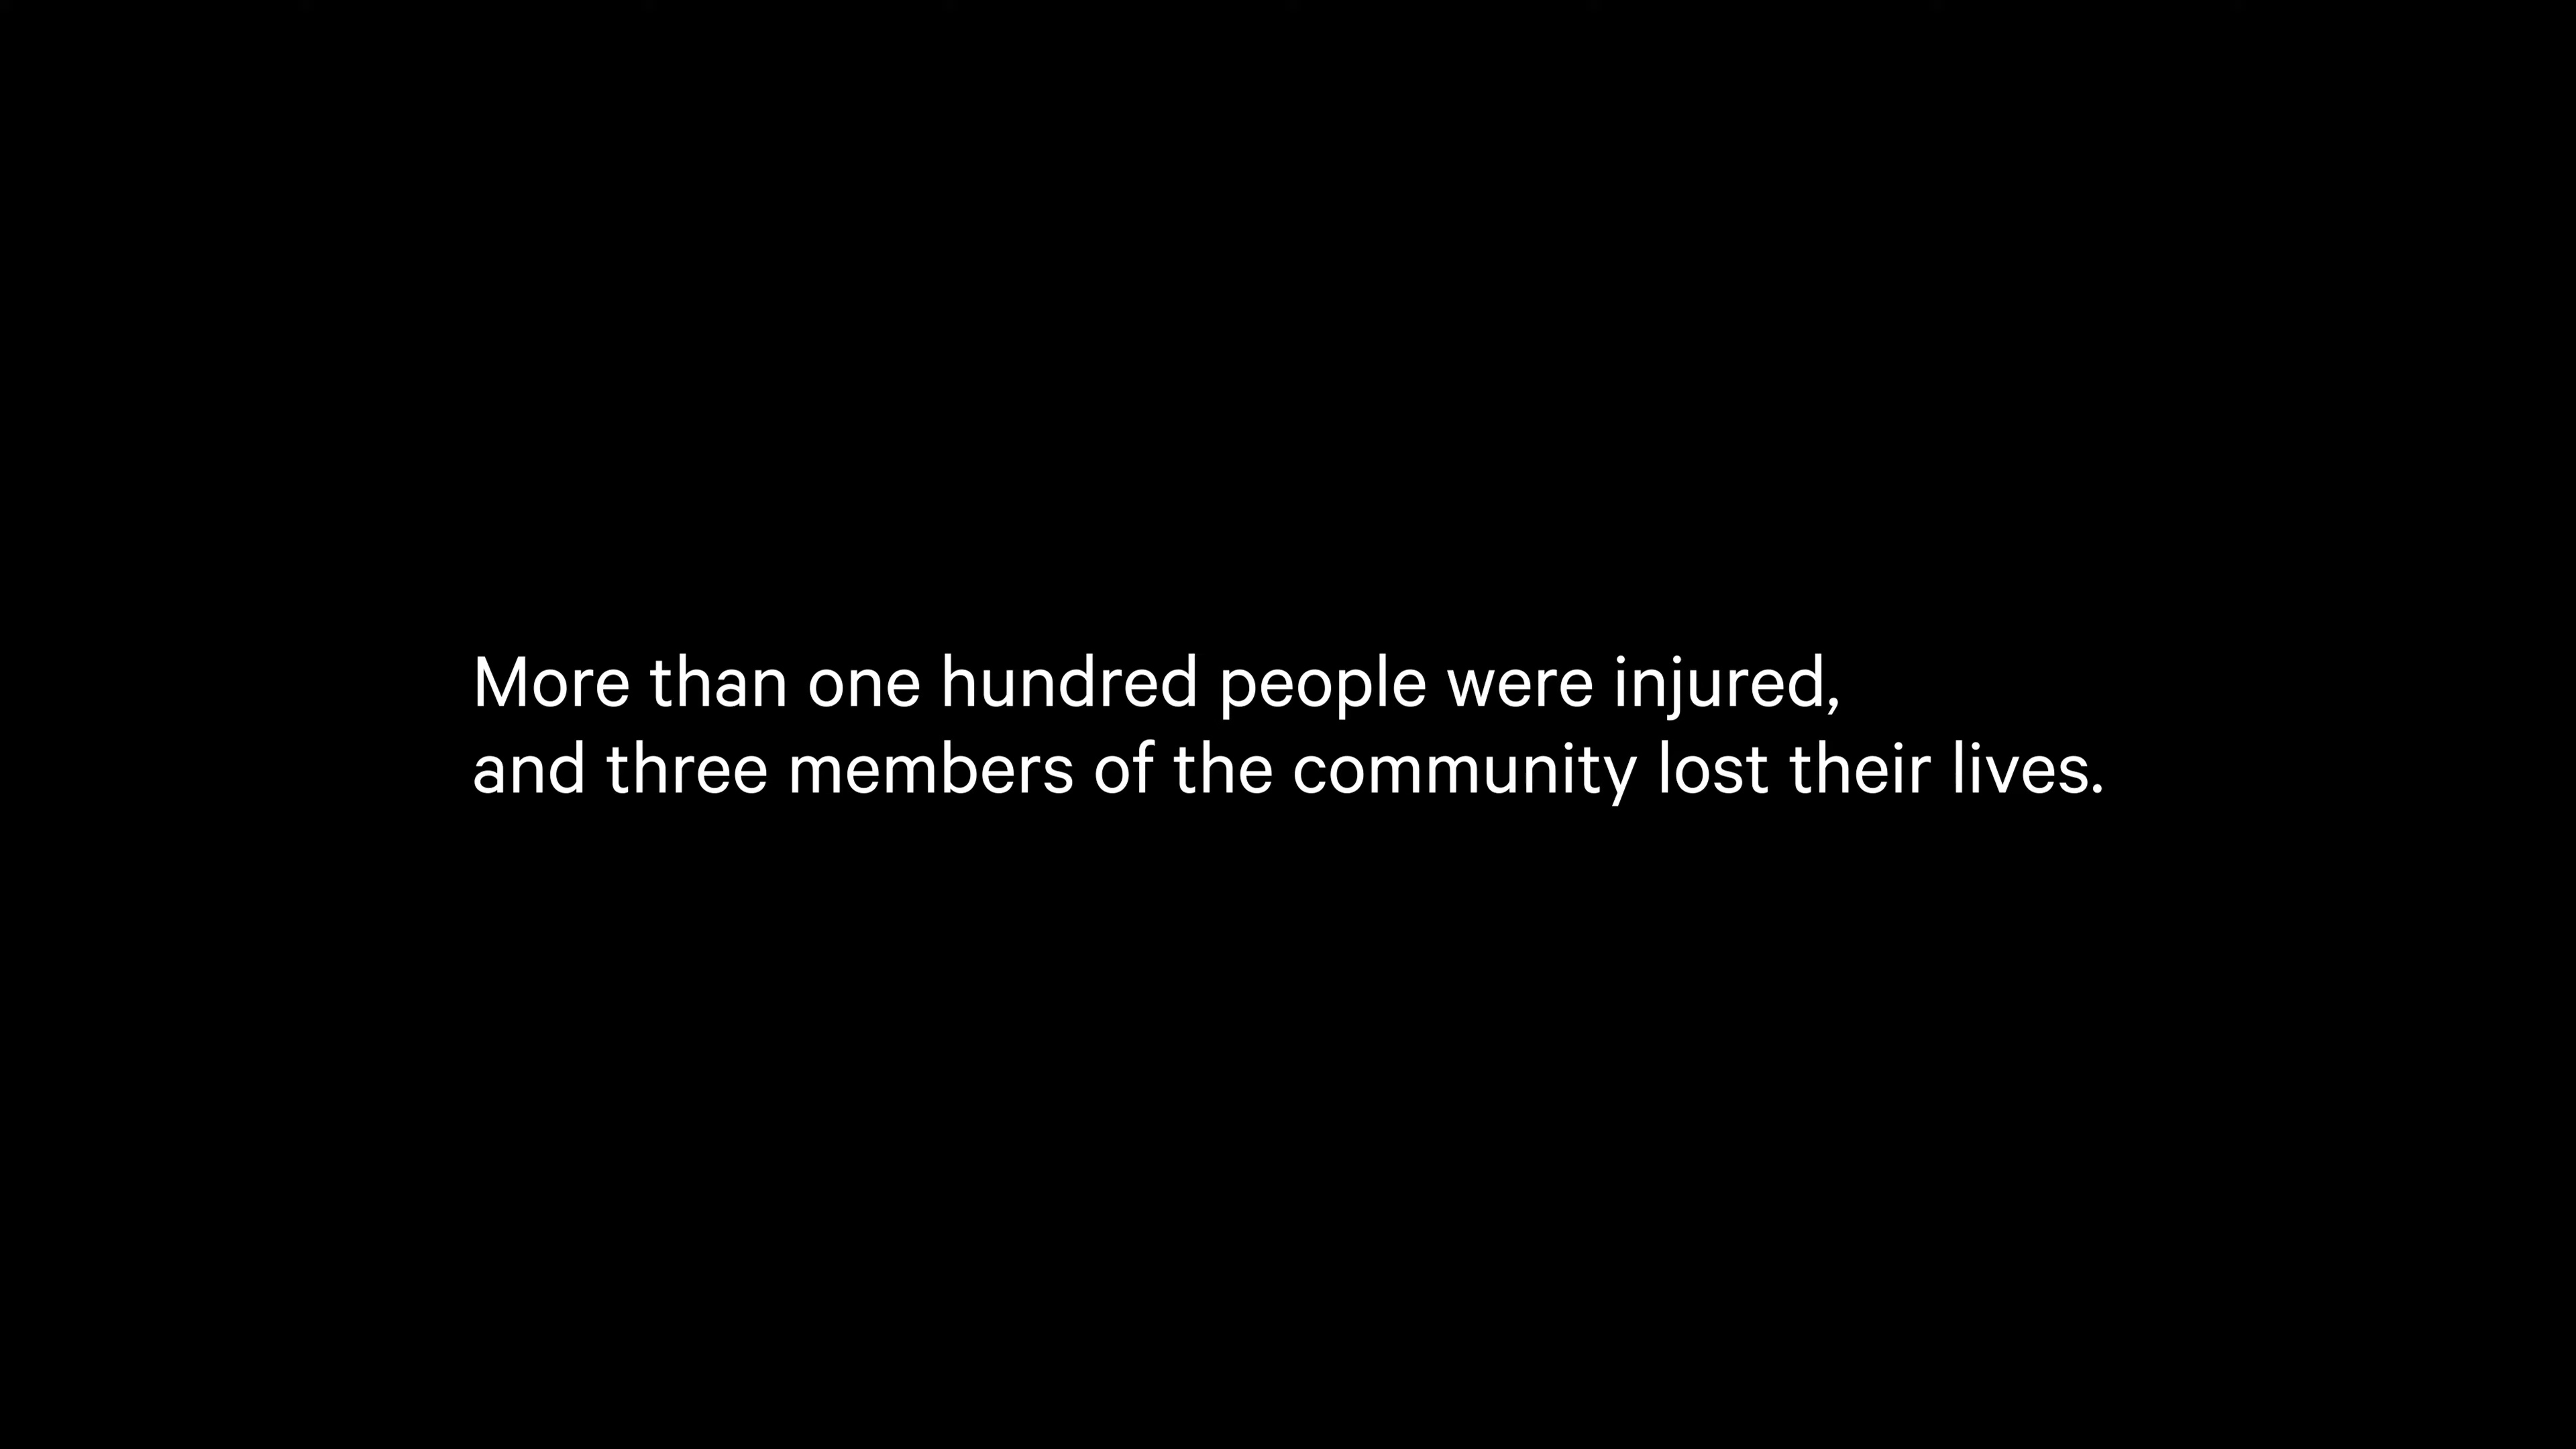 More than one hundred people were injured,
and three members of the community lost their lives.